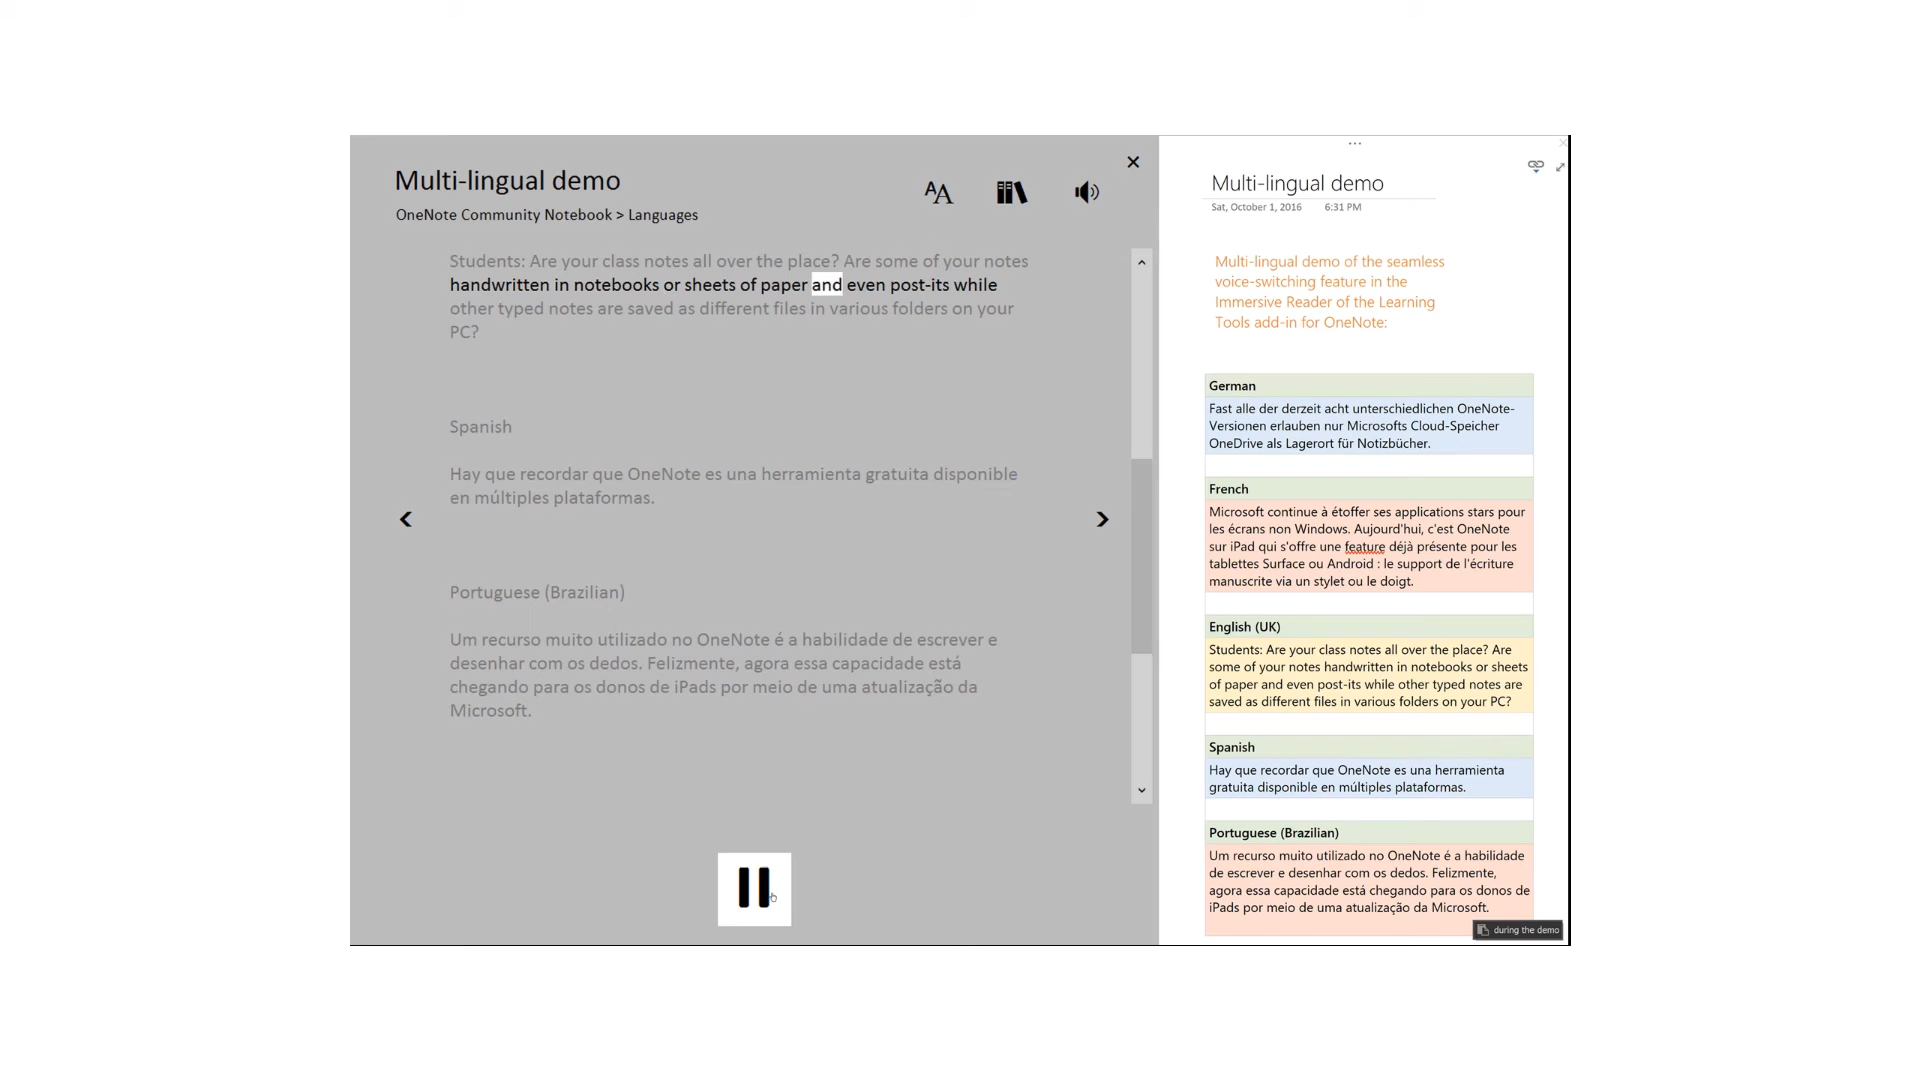 Multi-lingual demo
OneNote Community Notebook > Languages
AA
Students: Are your class notes all over the place? Are some of your notes
handwritten in notebooks or sheets of paper and even post-its while
other typed notes are saved as different files in various folders on your
PC?
Spanish
Hay que recordar que OneNote es una herramienta gratuita disponible
en múltiples plataformas.
Portuguese (Brazilian)
Um recurso muito utilizado no OneNote é a habilidade de escrever e
desenhar com os dedos. Felizmente, agora essa capacidade está
chegando para os donos de iPads por meio de uma atualização da
Microsoft.
Multi-lingual demo
Sat, October 1, 2016 6:31 PM
Multi-lingual demo of the seamless
voice-switching feature in the
Immersive Reader of the Learning
Tools add-in for OneNote:
German
Fast alle der derzeit acht unterschiedlichen OneNote-
Versionen erlauben nur Microsofts Cloud-Speicher
OneDrive als Lagerort für Notizbücher.
French
Microsoft continue à étoffer ses applications stars pour
les écrans non Windows. Aujourd'hui, c'est OneNote
sur iPad qui s'offre une feature déjà présente pour les
tablettes Surface ou Android : le support de l'écriture
manuscrite via un stylet ou le doigt.
English (UK)
Students: Are your class notes all over the place? Are
some of your notes handwritten in notebooks or sheets
of paper and even post-its while other typed notes are
saved as different files in various folders on your PC?
Spanish
Hay que recordar que OneNote es una herramienta
gratuita disponible en múltiples plataformas.
Portuguese (Brazilian)
Um recurso muito utilizado no OneNote é a habilidade
de escrever e desenhar com os dedos. Felizmente,
agora essa capacidade está chegando para os donos de
iPads por meio de uma atualização da Microsoft.
during the demo